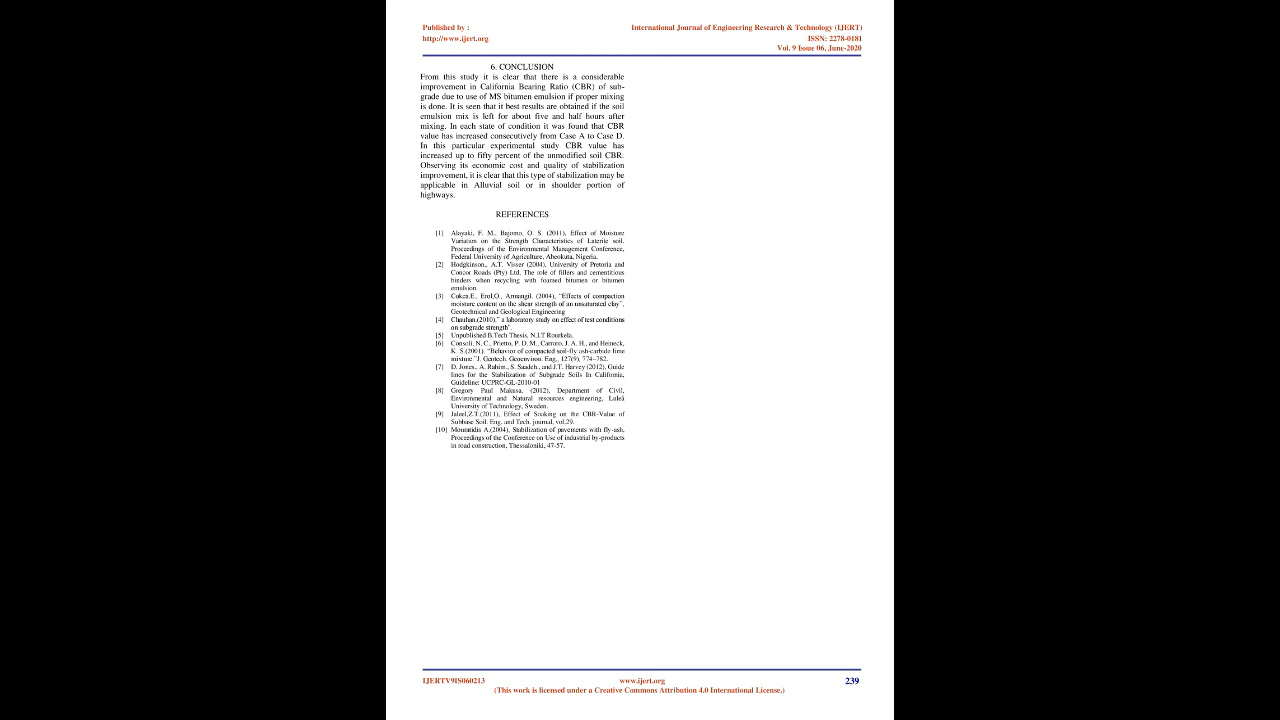 Published by :
International Journal of Engineering Research & Technology (IJERT)
http://www.ijert.org
ISSN: 2278-0181
Vol. 9 Issue 06, June-2020
6. CONCLUSION
From this study it is clear that there is a considerable
improvement in California Bearing Ratio (CBR) of sub-
grade due to use of MS bitumen emulsion if proper mixing
is done. It is seen that it best results are obtained if the soil
emulsion mix is left for about five and half hours after
mixing. In each state of condition it was found that CBR
value has increased consecutively from Case A to Case D.
In this particular experimental study CBR value has
increased up to fifty percent of the unmodified soil CBR.
Observing its economic cost and quality of stabilization
improvement, it is clear that this type of stabilization may be
applicable in Alluvial soil or in shoulder portion of
highways.
REFERENCES
[1] Alayaki, F. M., Bajomo, O. S. (2011), Effect of Moisture
Variation on the Strength Characteristics of Laterite soil.
Proceedings of the Environmental Management Conference,
Federal University of Agriculture, Abeokuta, Nigeria.
[2] Hodgkinson., A.T. Visser (2004), University of Pretoria and
Concor Roads (Pty) Ltd, The role of fillers and cementitious
binders when recycling with foamed bitumen or bitumen
emulsion
[3] Cokca.E., Erol,O., Armangil. (2004), “Effects of compaction
moisture content on the shear strength of an unsaturated clay”,
Geotechnical and Geological Engineering
[4] Chauhan.(2010),” a laboratory study on effect of test conditions
on subgrade strength”.
[5] Unpublished B.Tech Thesis, N.I.T Rourkela.
[6] Consoli, N. C., Prietto, P. D. M., Carraro, J. A. H., and Heineck,
K. S.(2001). “Behavior of compacted soil-fly ash-carbide lime
mixture.”J. Geotech. Geoenviron. Eng., 127(9), 774–782.
[7] D. Jones., A. Rahim., S. Saadeh., and J.T. Harvey (2012), Guide
lines for the Stabilization of Subgrade Soils In California,
Guideline: UCPRC-GL-2010-01
[8] Gregory Paul Makusa. (2012), Department of Civil,
Environmental and Natural resources engineering, Luleå
University of Technology, Sweden.
[9] Jaleel,Z.T.(2011), Effect of Soaking on the CBR-Value of
Subbase Soil. Eng. and Tech. journal, vol.29.
[10] Mouratidis A.(2004), Stabilization of pavements with fly-ash,
Proceedings of the Conference on Use of industrial by-products
in road construction, Thessaloniki, 47-57.
IJERTV9IS060213
www.ijert.org
239
(This work is licensed under a Creative Commons Attribution 4.0 International License.)